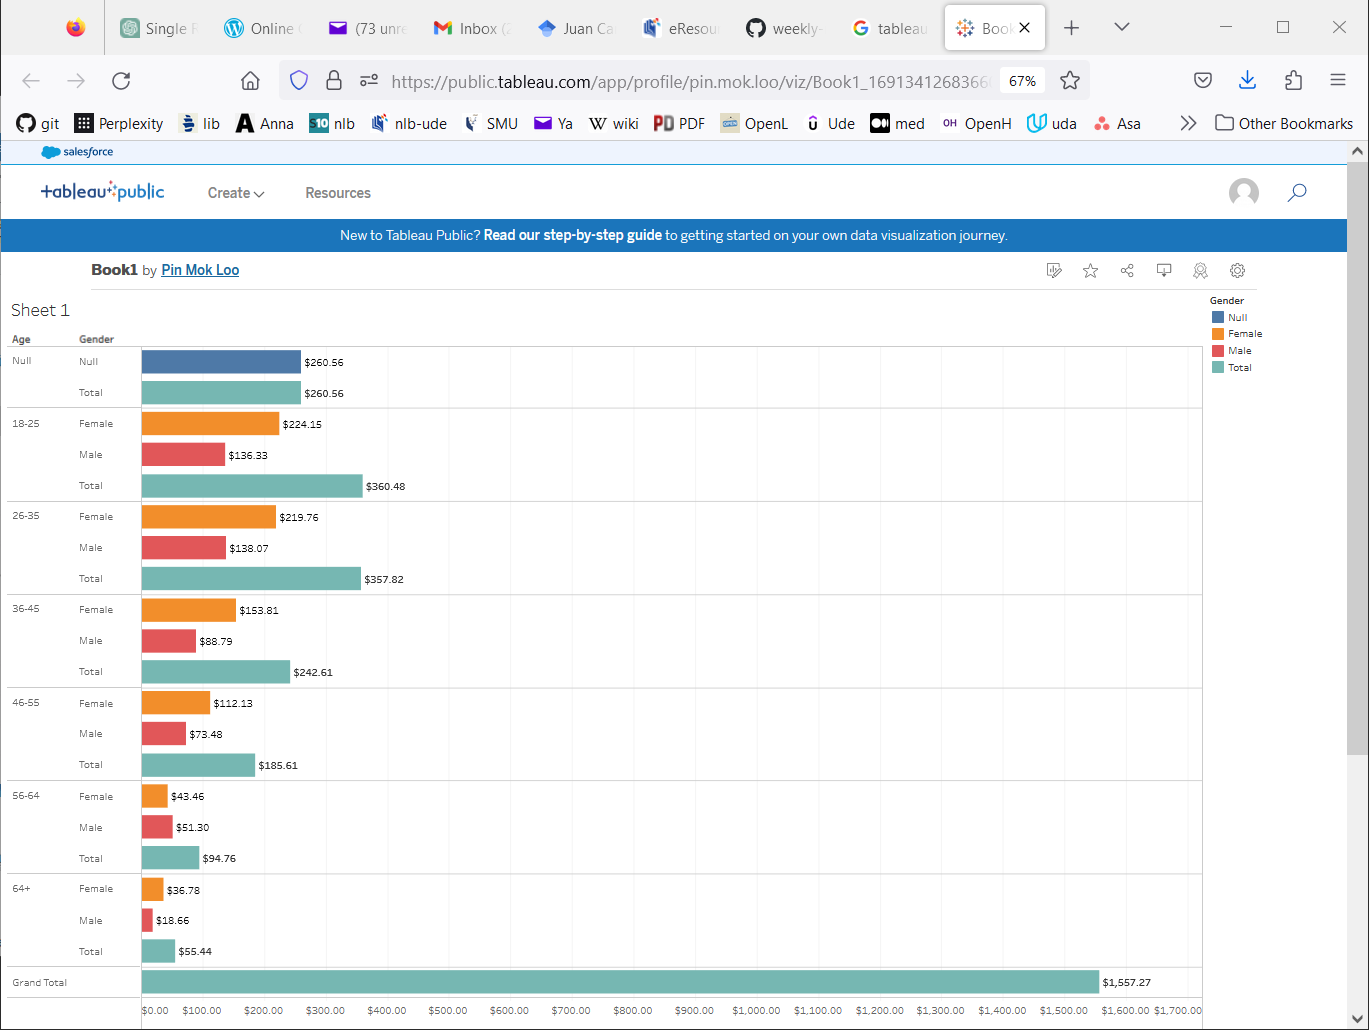 Single Online (73 unre Inbox (2 Juan Ca eResou weekly- tableau Book
https://public.tableau.com/app/profile/pin.mok.loo/viz/Book1_1691341268366 67%
git Perplexity lib Anna nlb nlb-ude SMU Ya wiki PDF OpenL Ude med OpenH uda Asa Other Bookmarks
salesforce
tableau public Create Resources
New to Tableau Public? Read our step-by-step guide to getting started on your own data visualization journey.
Book1 by Pin Mok Loo
Sheet 1
Gender
Null
Female
Male
Total
Age Gender
Null Null $260.56
Total $260.56
18-25 Female $224.15
Male $136.33
Total $360.48
26-35 Female $219.76
Male $138.07
Total $357.82
36-45 Female $153.81
Male $88.79
Total $242.61
46-55 Female $112.13
Male $73.48
Total $185.61
56-64 Female $43.46
Male $51.30
Total $94.76
64+ Female $36.78
Male $18.66
Total $55.44
Grand Total $1,557.27
$0.00 $100.00 $200.00 $300.00 $400.00 $500.00 $600.00 $700.00 $800.00 $900.00 $1,000.00 $1,100.00 $1,200.00 $1,300.00 $1,400.00 $1,500.00 $1,600.00 $1,700.00